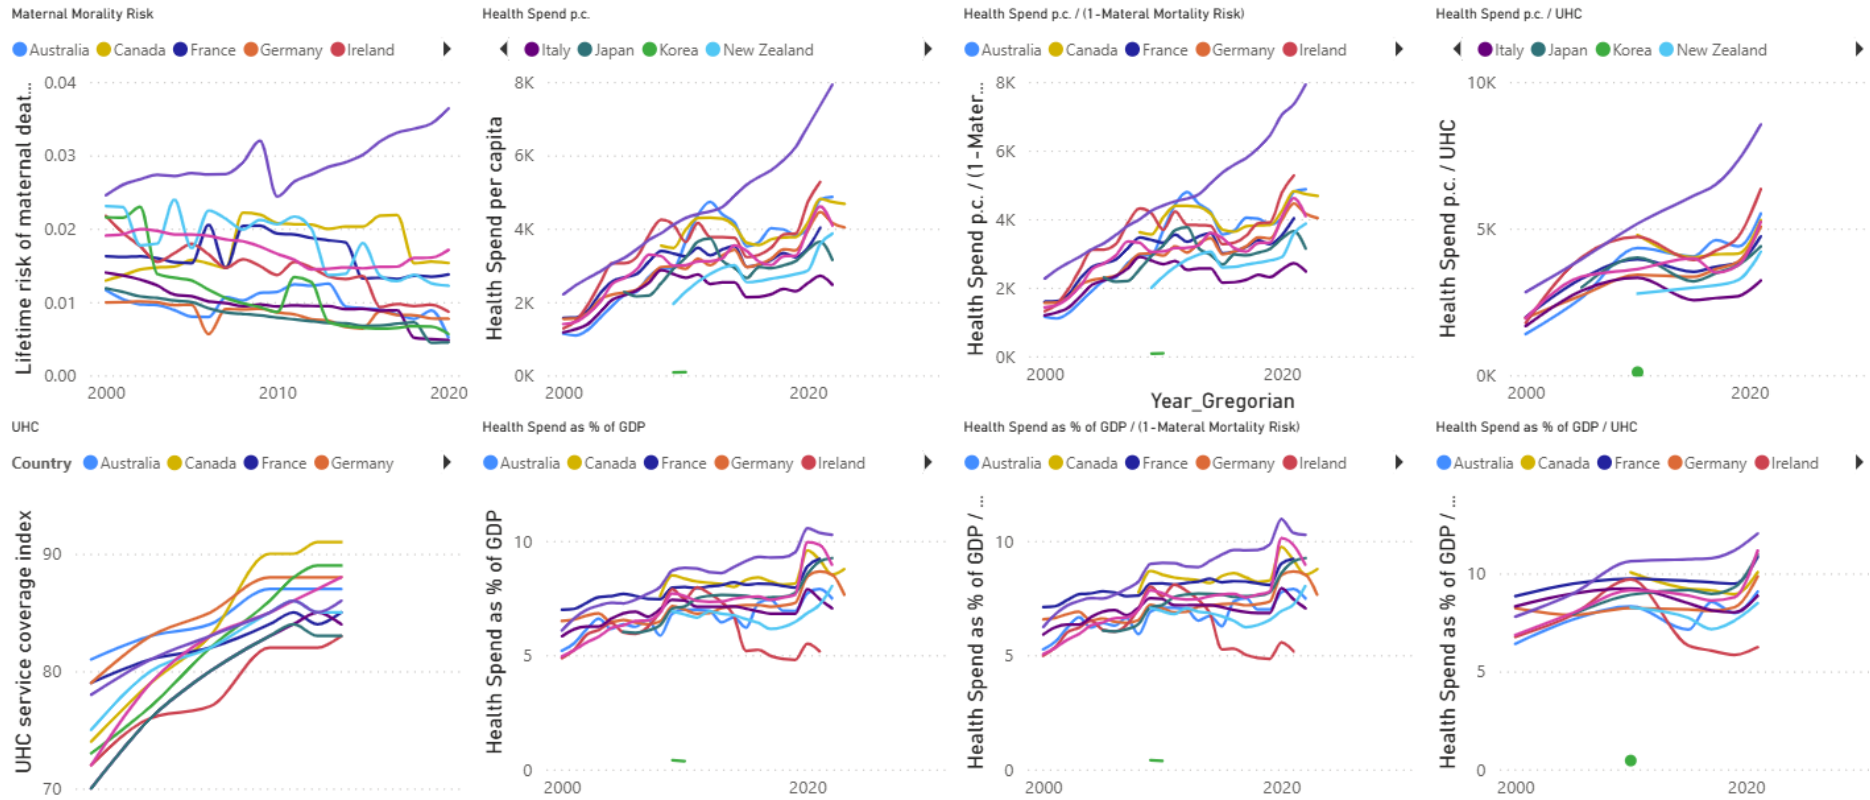 Maternal Morality Risk
Australia Canada France Germany Ireland
Lifetime risk of maternal deat...
0.04
0.03
0.02
0.01
0.00
2000 2010 2020
Health Spend p.c.
Italy Japan Korea New Zealand
Health Spend per capita
8K
6K
4K
2K
0K
2000 2020
Health Spend p.c. / (1-Materal Mortality Risk)
Australia Canada France Germany Ireland
Health Spend p.c. / (1-Mater...
8K
6K
4K
2K
0K
2000 2020
Year_Gregorian
Health Spend p.c. / UHC
Italy Japan Korea New Zealand
Health Spend p.c. / UHC
10K
5K
0K
2000 2020
UHC
Country Australia Canada France Germany
UHC service coverage index
90
80
70
Health Spend as % of GDP
Australia Canada France Germany Ireland
Health Spend as % of GDP
10
5
0
2000 2020
Health Spend as % of GDP / (1-Materal Mortality Risk)
Australia Canada France Germany Ireland
Health Spend as % of GDP / ...
10
5
0
2000 2020
Health Spend as % of GDP / UHC
Australia Canada France Germany Ireland
Health Spend as % of GDP / ...
10
5
0
2000 2020